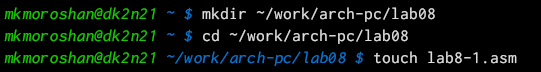 mkmoroshan@dk2n21 ~ $ mkdir ~/work/arch-pc/lab08
mkmoroshan@dk2n21 ~ $ cd ~/work/arch-pc/lab08
mkmoroshan@dk2n21 ~/work/arch-pc/lab08 $ touch lab8-1.asm